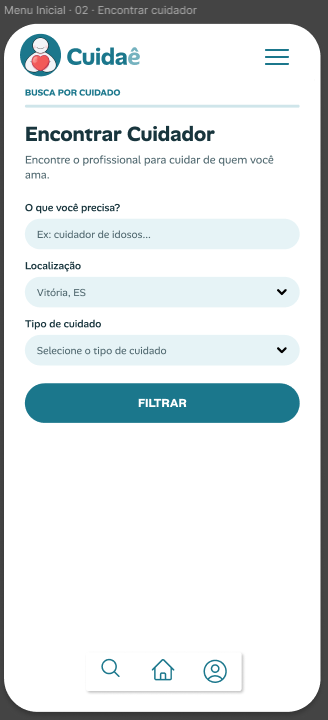 Menu Inicial - 02 - Encontrar cuidador
Cuidaê
BUSCA POR CUIDADO
Encontrar Cuidador
Encontre o profissional para cuidar de quem você
ama.
O que você precisa?
Ex: cuidador de idosos...
Localização
Vitória, ES
Tipo de cuidado
Selecione o tipo de cuidado
FILTRAR